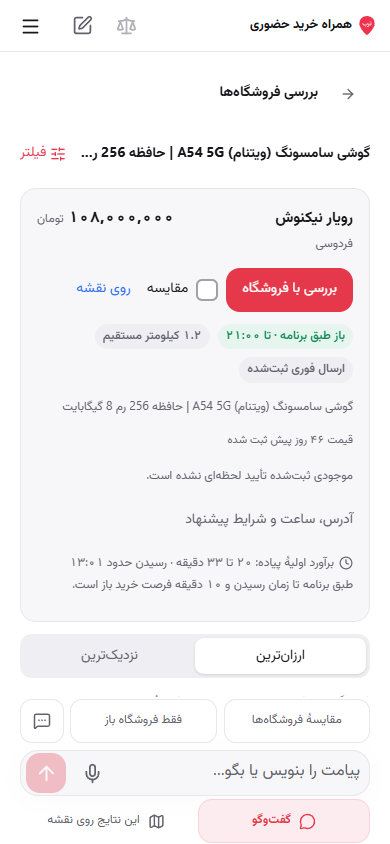 همراه خرید حضوری
بررسی فروشگاه‌ها
گوشی سامسونگ A54 5G (ویتنام) | حافظه 256 ر...
فیلتر
رویار نیکنوش
۱۰۸,۰۰۰,۰۰۰ تومان
فردوسی
بررسی با فروشگاه
مقایسه
روی نقشه
باز طبق برنامه · تا ۲۱:۰۰
۱.۲ کیلومتر مستقیم
ارسال فوری ثبت‌شده
گوشی سامسونگ A54 5G (ویتنام) | حافظه 256 رم 8 گیگابایت
قیمت ۴۶ روز پیش ثبت شده
موجودی ثبت‌شده تأیید لحظه‌ای نشده است.
آدرس، ساعت و شرایط پیشنهاد
برآورد اولیهٔ پیاده: ۲۰ تا ۳۳ دقیقه · رسیدن حدود ۱۳:۰۱
طبق برنامه تا زمان رسیدن و ۱۰ دقیقه فرصت خرید باز است.
ارزان‌ترین
نزدیک‌ترین
مقایسهٔ فروشگاه‌ها
فقط فروشگاه باز
پیامت را بنویس یا بگو...
گفت‌وگو
این نتایج روی نقشه